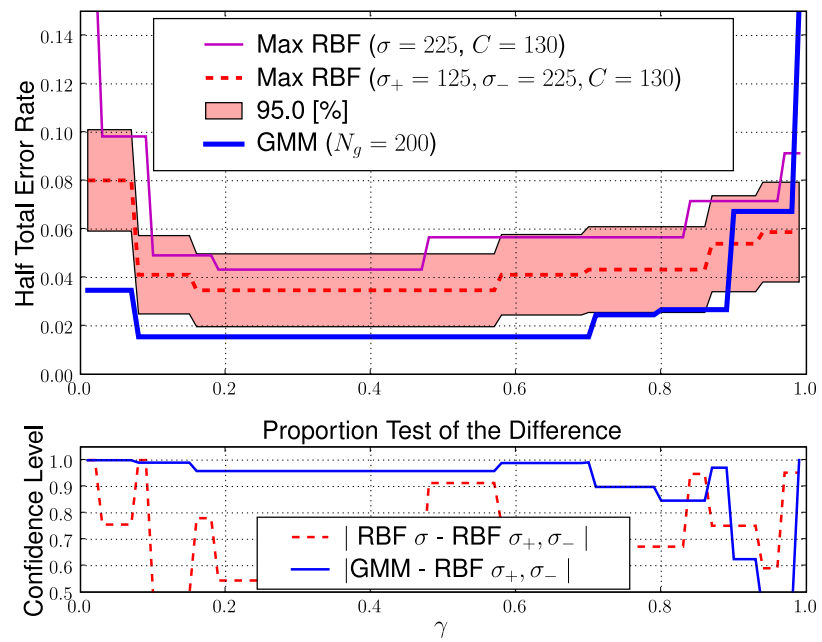 Max RBF (σ = 225, C = 130)
Max RBF (σ₊ = 125, σ₋ = 225, C = 130)
95.0 [%]
GMM (N_g = 200)
Half Total Error Rate
0.14
0.12
0.10
0.08
0.06
0.04
0.02
0.00
0.0 0.2 0.4 0.6 0.8 1.0
Proportion Test of the Difference
Confidence Level
1.0
0.9
0.8
0.7
0.6
0.5
| RBF σ - RBF σ₊, σ₋ |
|GMM - RBF σ₊, σ₋ |
0.0 0.2 0.4 0.6 0.8 1.0
γ